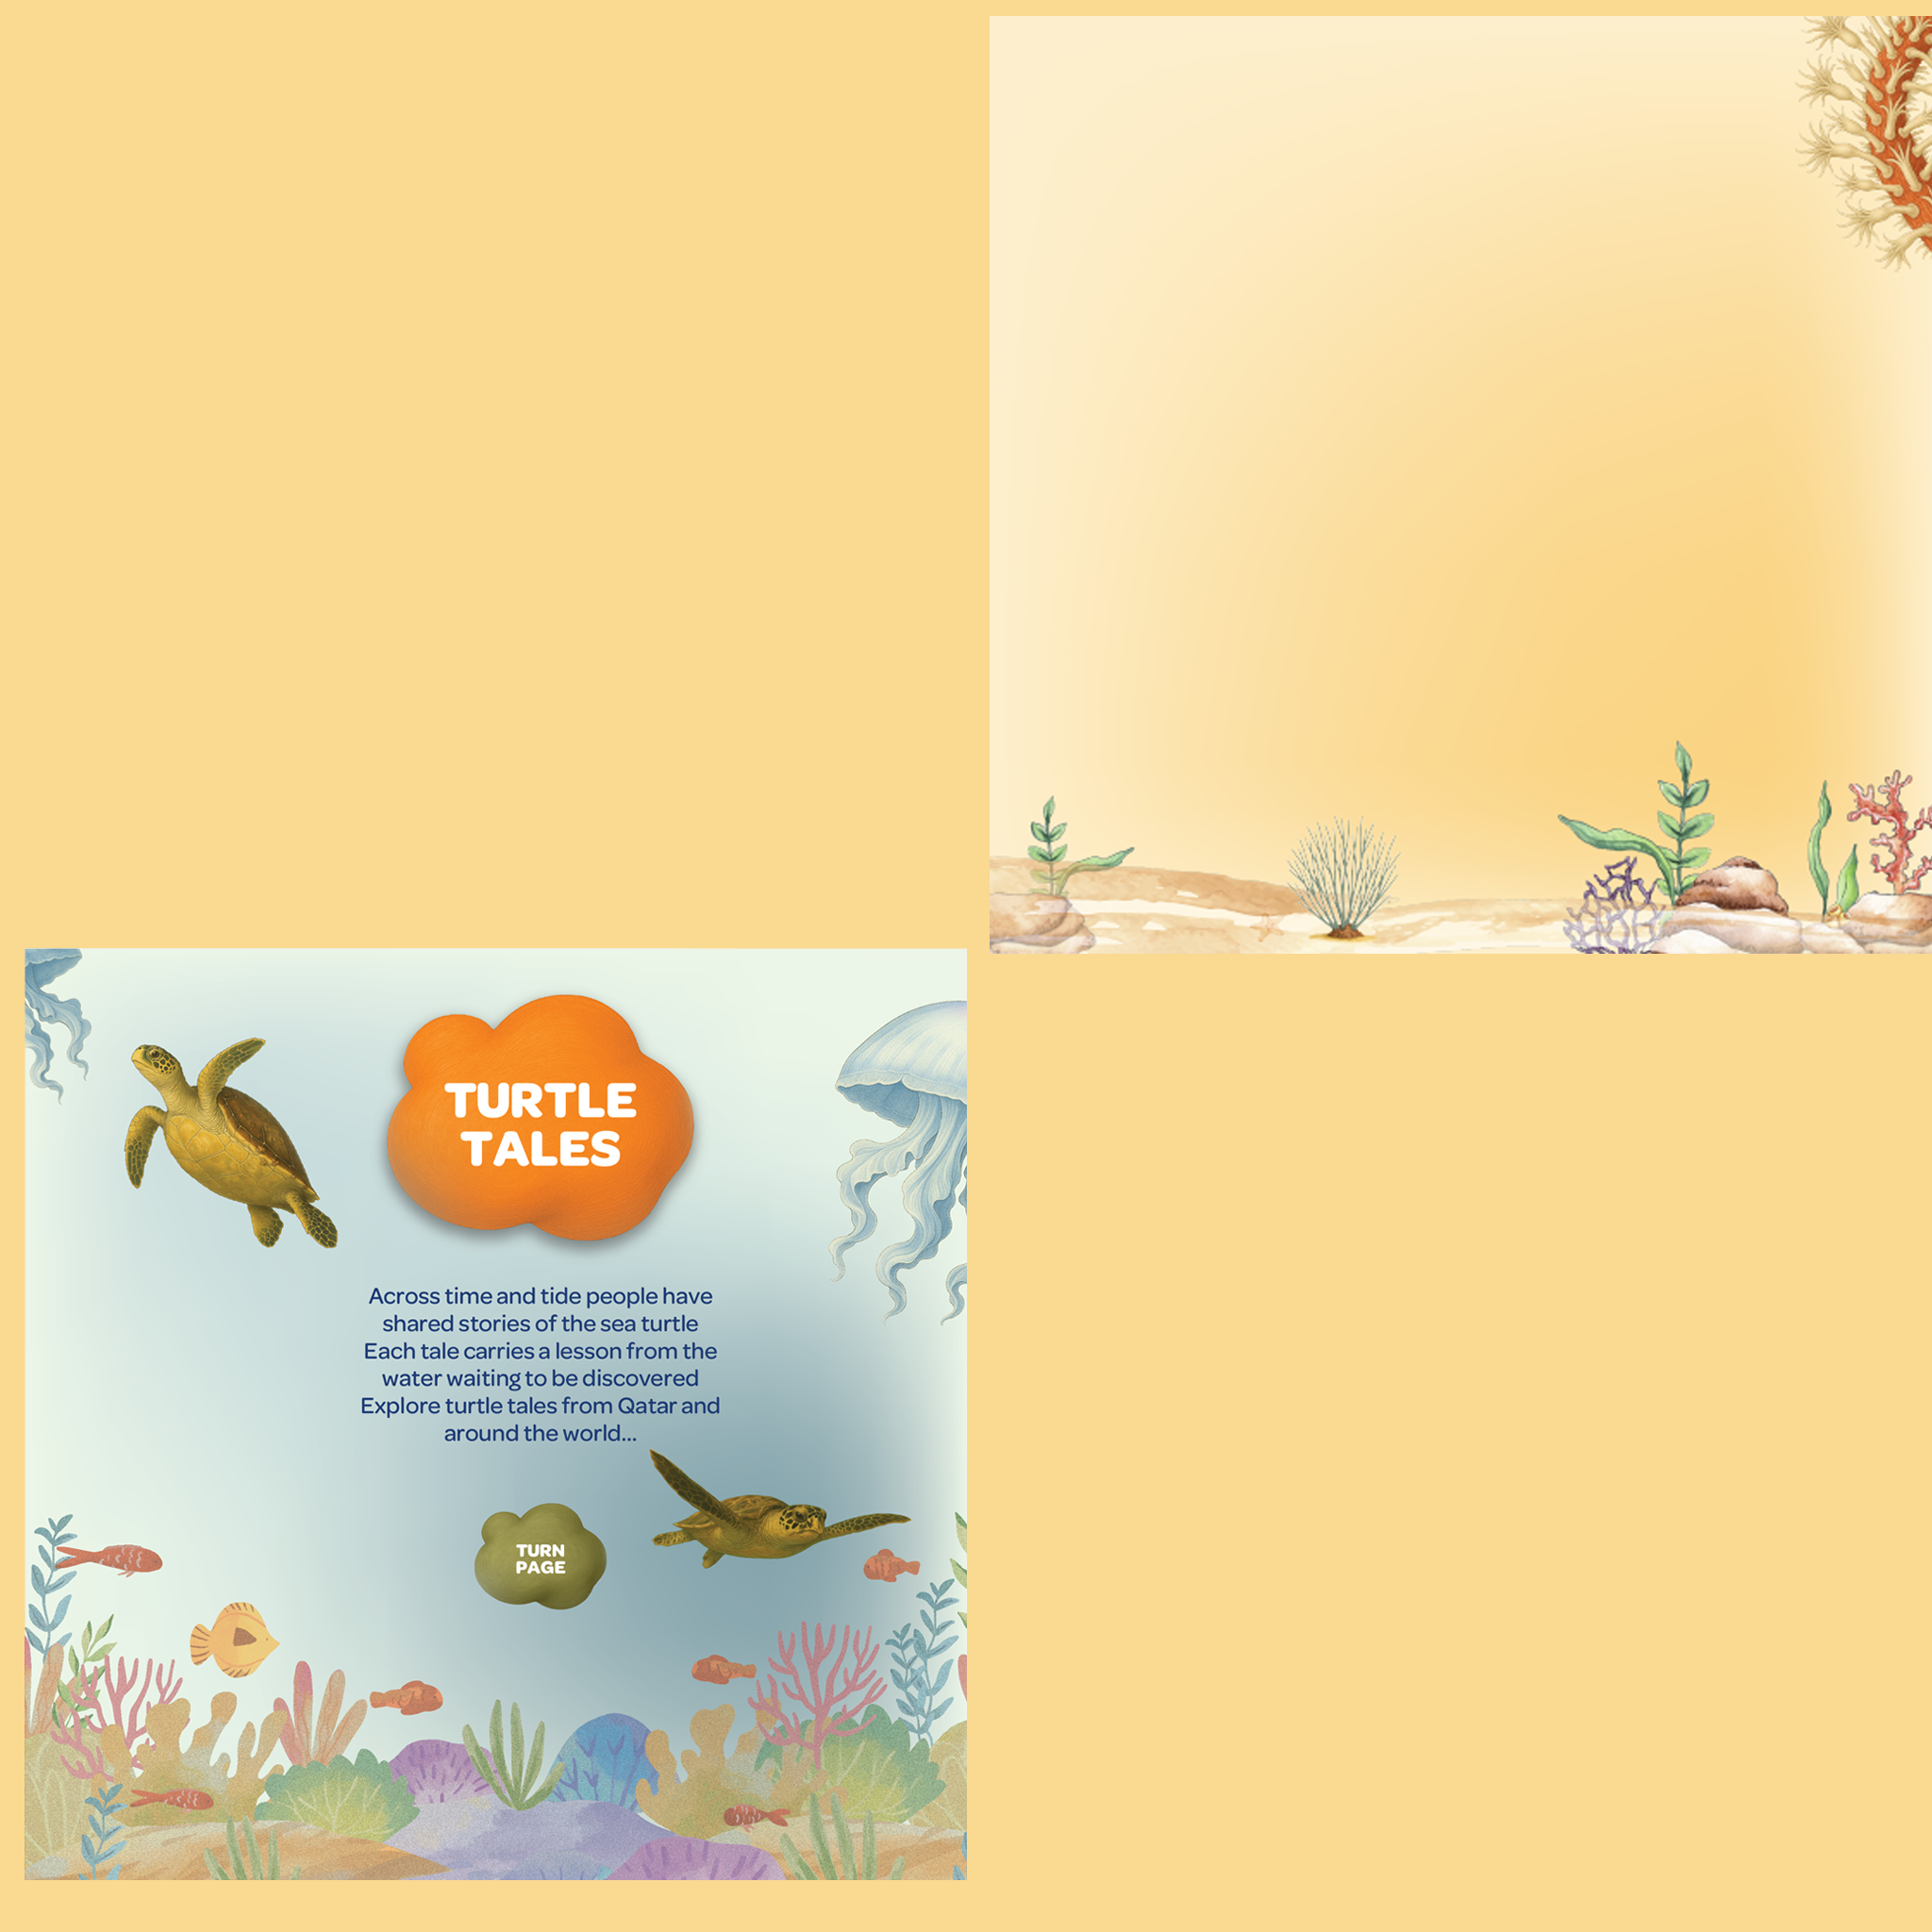 TURTLE
TALES
Across time and tide people have
shared stories of the sea turtle
Each tale carries a lesson from the
water waiting to be discovered
Explore turtle tales from Qatar and
around the world...
TURN
PAGE